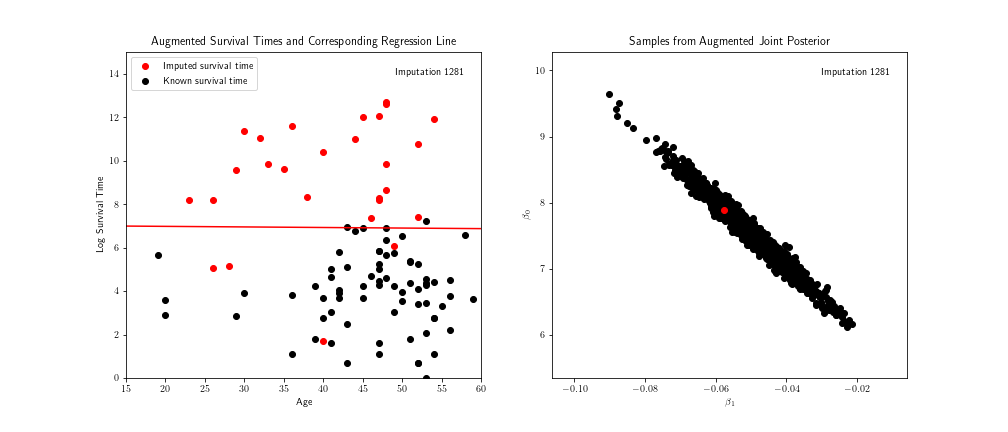 Augmented Survival Times and Corresponding Regression Line
Imputed survival time
Known survival time
Imputation 1281
14
12
10
8
6
4
2
0
Log Survival Time
15 20 25 30 35 40 45 50 55 60
Age
Samples from Augmented Joint Posterior
Imputation 1281
10
9
8
7
6
β0
−0.10 −0.08 −0.06 −0.04 −0.02
β1